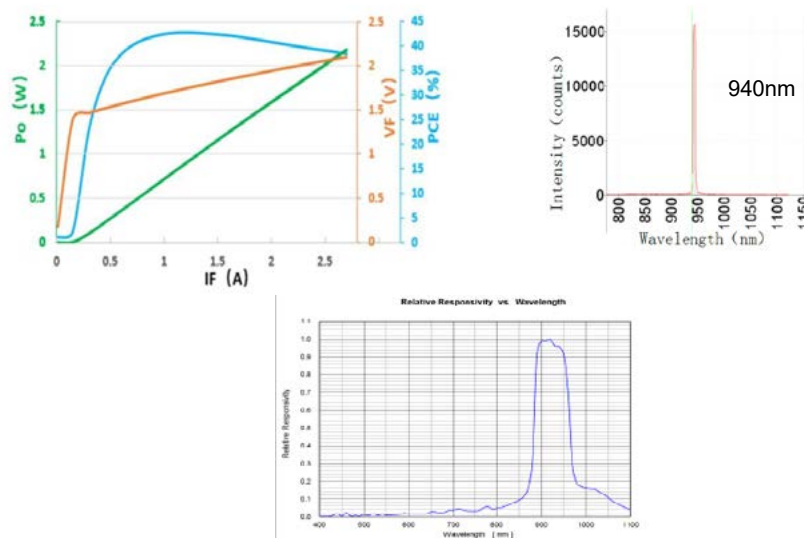 Po (W)
2.5
2
1.5
1
0.5
0
0 0.5 1 1.5 2 2.5
IF (A)
2.5
2
1.5
1
0.5
0
VF (V)
45
40
35
30
25
20
15
10
5
0
PCE (%)
Intensity (counts)
15000
10000
5000
0
940nm
800 850 900 950 1000 1050 1100
Wavelength (nm)
Relative Responsivity vs. Wavelength
Relative Responsivity
1.1
1.0
0.9
0.8
0.7
0.6
0.5
0.4
0.3
0.2
0.1
0.0
400 500 600 700 800 900 1000 1100
Wavelength [nm]